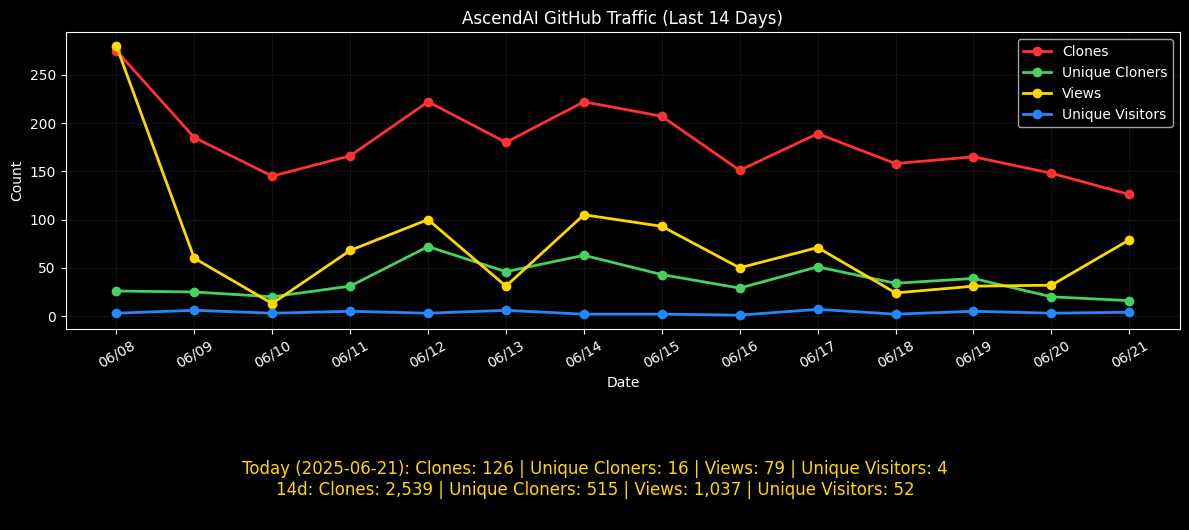 AscendAI GitHub Traffic (Last 14 Days)
Clones
Unique Cloners
Views
Unique Visitors
Count
250
200
150
100
50
0
06/08 06/09 06/10 06/11 06/12 06/13 06/14 06/15 06/16 06/17 06/18 06/19 06/20 06/21
Date
Today (2025-06-21): Clones: 126 | Unique Cloners: 16 | Views: 79 | Unique Visitors: 4
14d: Clones: 2,539 | Unique Cloners: 515 | Views: 1,037 | Unique Visitors: 52